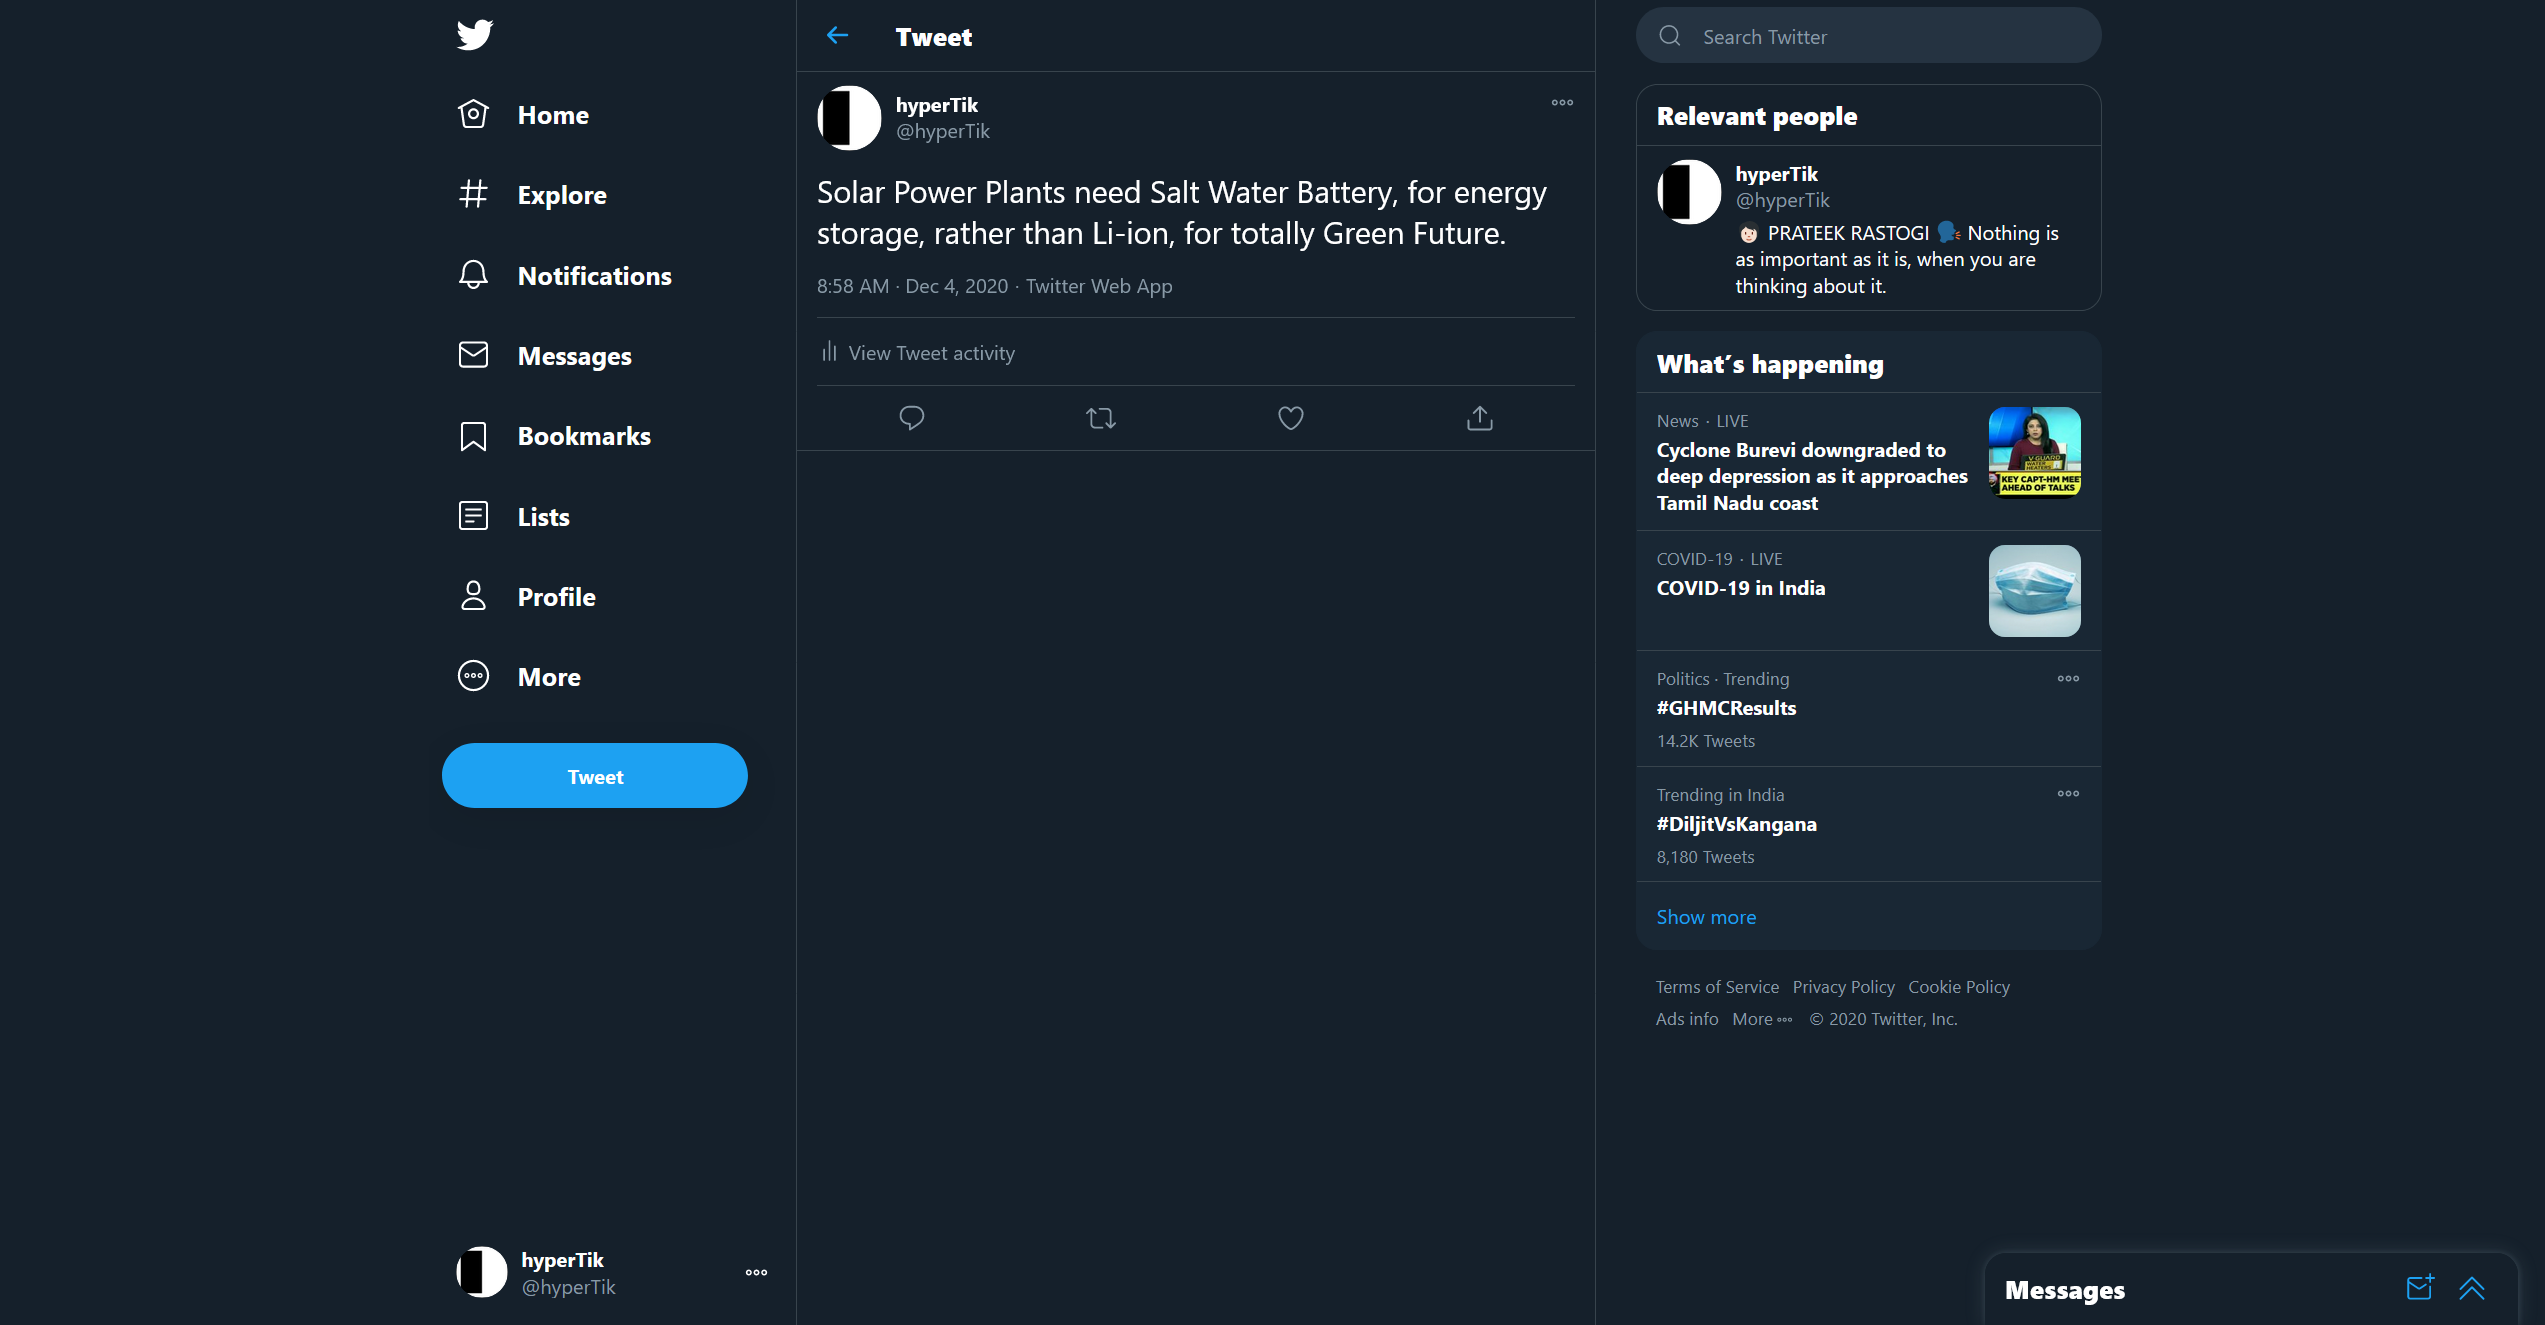 Home
Explore
Notifications
Messages
Bookmarks
Lists
Profile
More
Tweet
hyperTik
@hyperTik
Tweet
hyperTik
@hyperTik
Solar Power Plants need Salt Water Battery, for energy
storage, rather than Li-ion, for totally Green Future.
8:58 AM · Dec 4, 2020 · Twitter Web App
View Tweet activity
Search Twitter
Relevant people
hyperTik
@hyperTik
PRATEEK RASTOGI Nothing is
as important as it is, when you are
thinking about it.
What's happening
News · LIVE
Cyclone Burevi downgraded to
deep depression as it approaches
Tamil Nadu coast
V-GUARD
WATER
HEATERS
KEY CAPT-HM MEE
AHEAD OF TALKS
COVID-19 · LIVE
COVID-19 in India
Politics · Trending
#GHMCResults
14.2K Tweets
Trending in India
#DiljitVsKangana
8,180 Tweets
Show more
Terms of Service Privacy Policy Cookie Policy
Ads info More © 2020 Twitter, Inc.
Messages